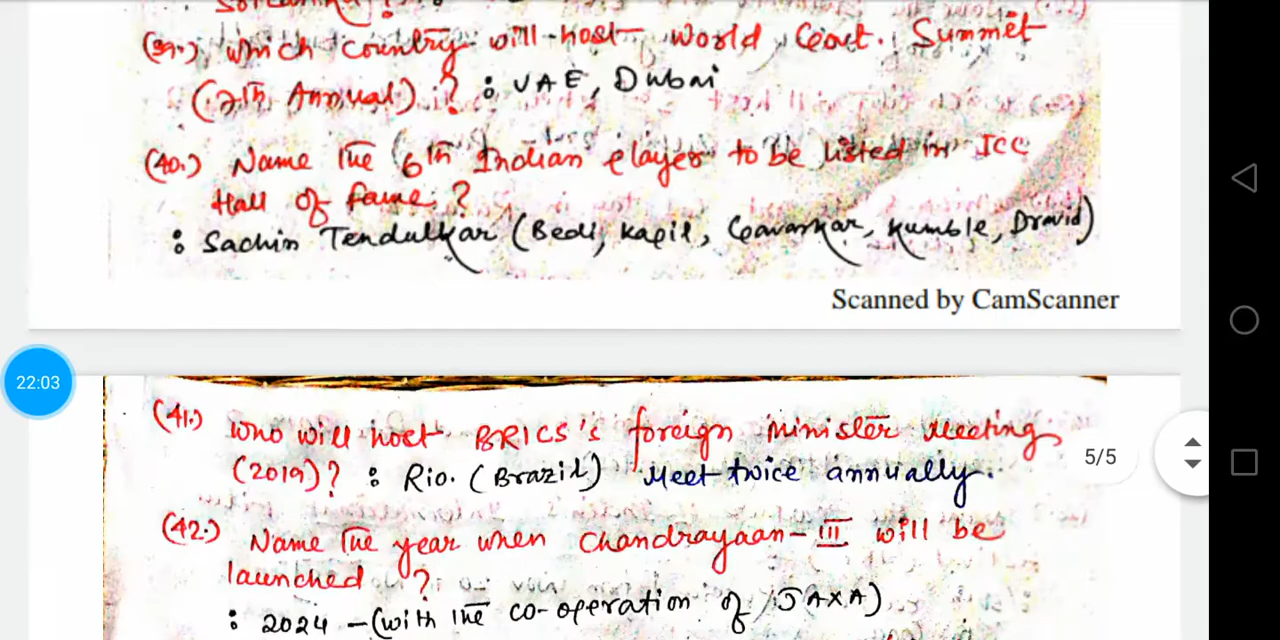 (39.) Which Country will host World Govt. Summit
(7th Annual) ? : UAE, Dubai
(40.) Name the 6th Indian player to be listed in ICC
Hall of fame ?
: Sachin Tendulkar (Bedi, Kapil, Gavarkar, Kumble, Dravid)
Scanned by CamScanner
22:03
(41.) Who will host BRICS's foreign minister Meeting
(2019)? : Rio. (Brazil) Meet twice annually.
5/5
(42.) Name the year when Chandrayaan-III will be
launched ?
: 2024 - (with the co-operation of JAXA)